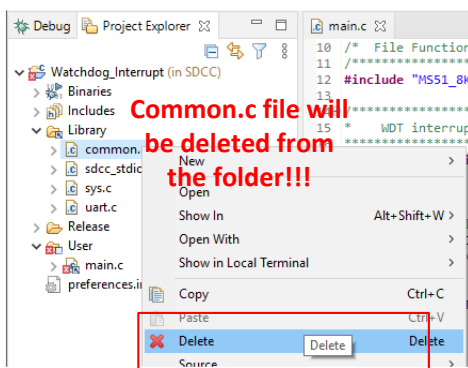 Debug Project Explorer main.c
10 /* File Function
11 /****************
Watchdog_Interrupt (in SDCC)
12 #include "MS51_8K
Binaries
13
Includes
Common.c file will
14 /****************
Library
15 * WDT interrup
common.
be deleted from
New
sdcc_stdio
the folder!!!
Open
sys.c
uart.c
Show In Alt+Shift+W >
Release
Open With
User
Show in Local Terminal
main.c
preferences.i
Copy Ctrl+C
Paste Ctrl+V
Delete Delete Delete
Source